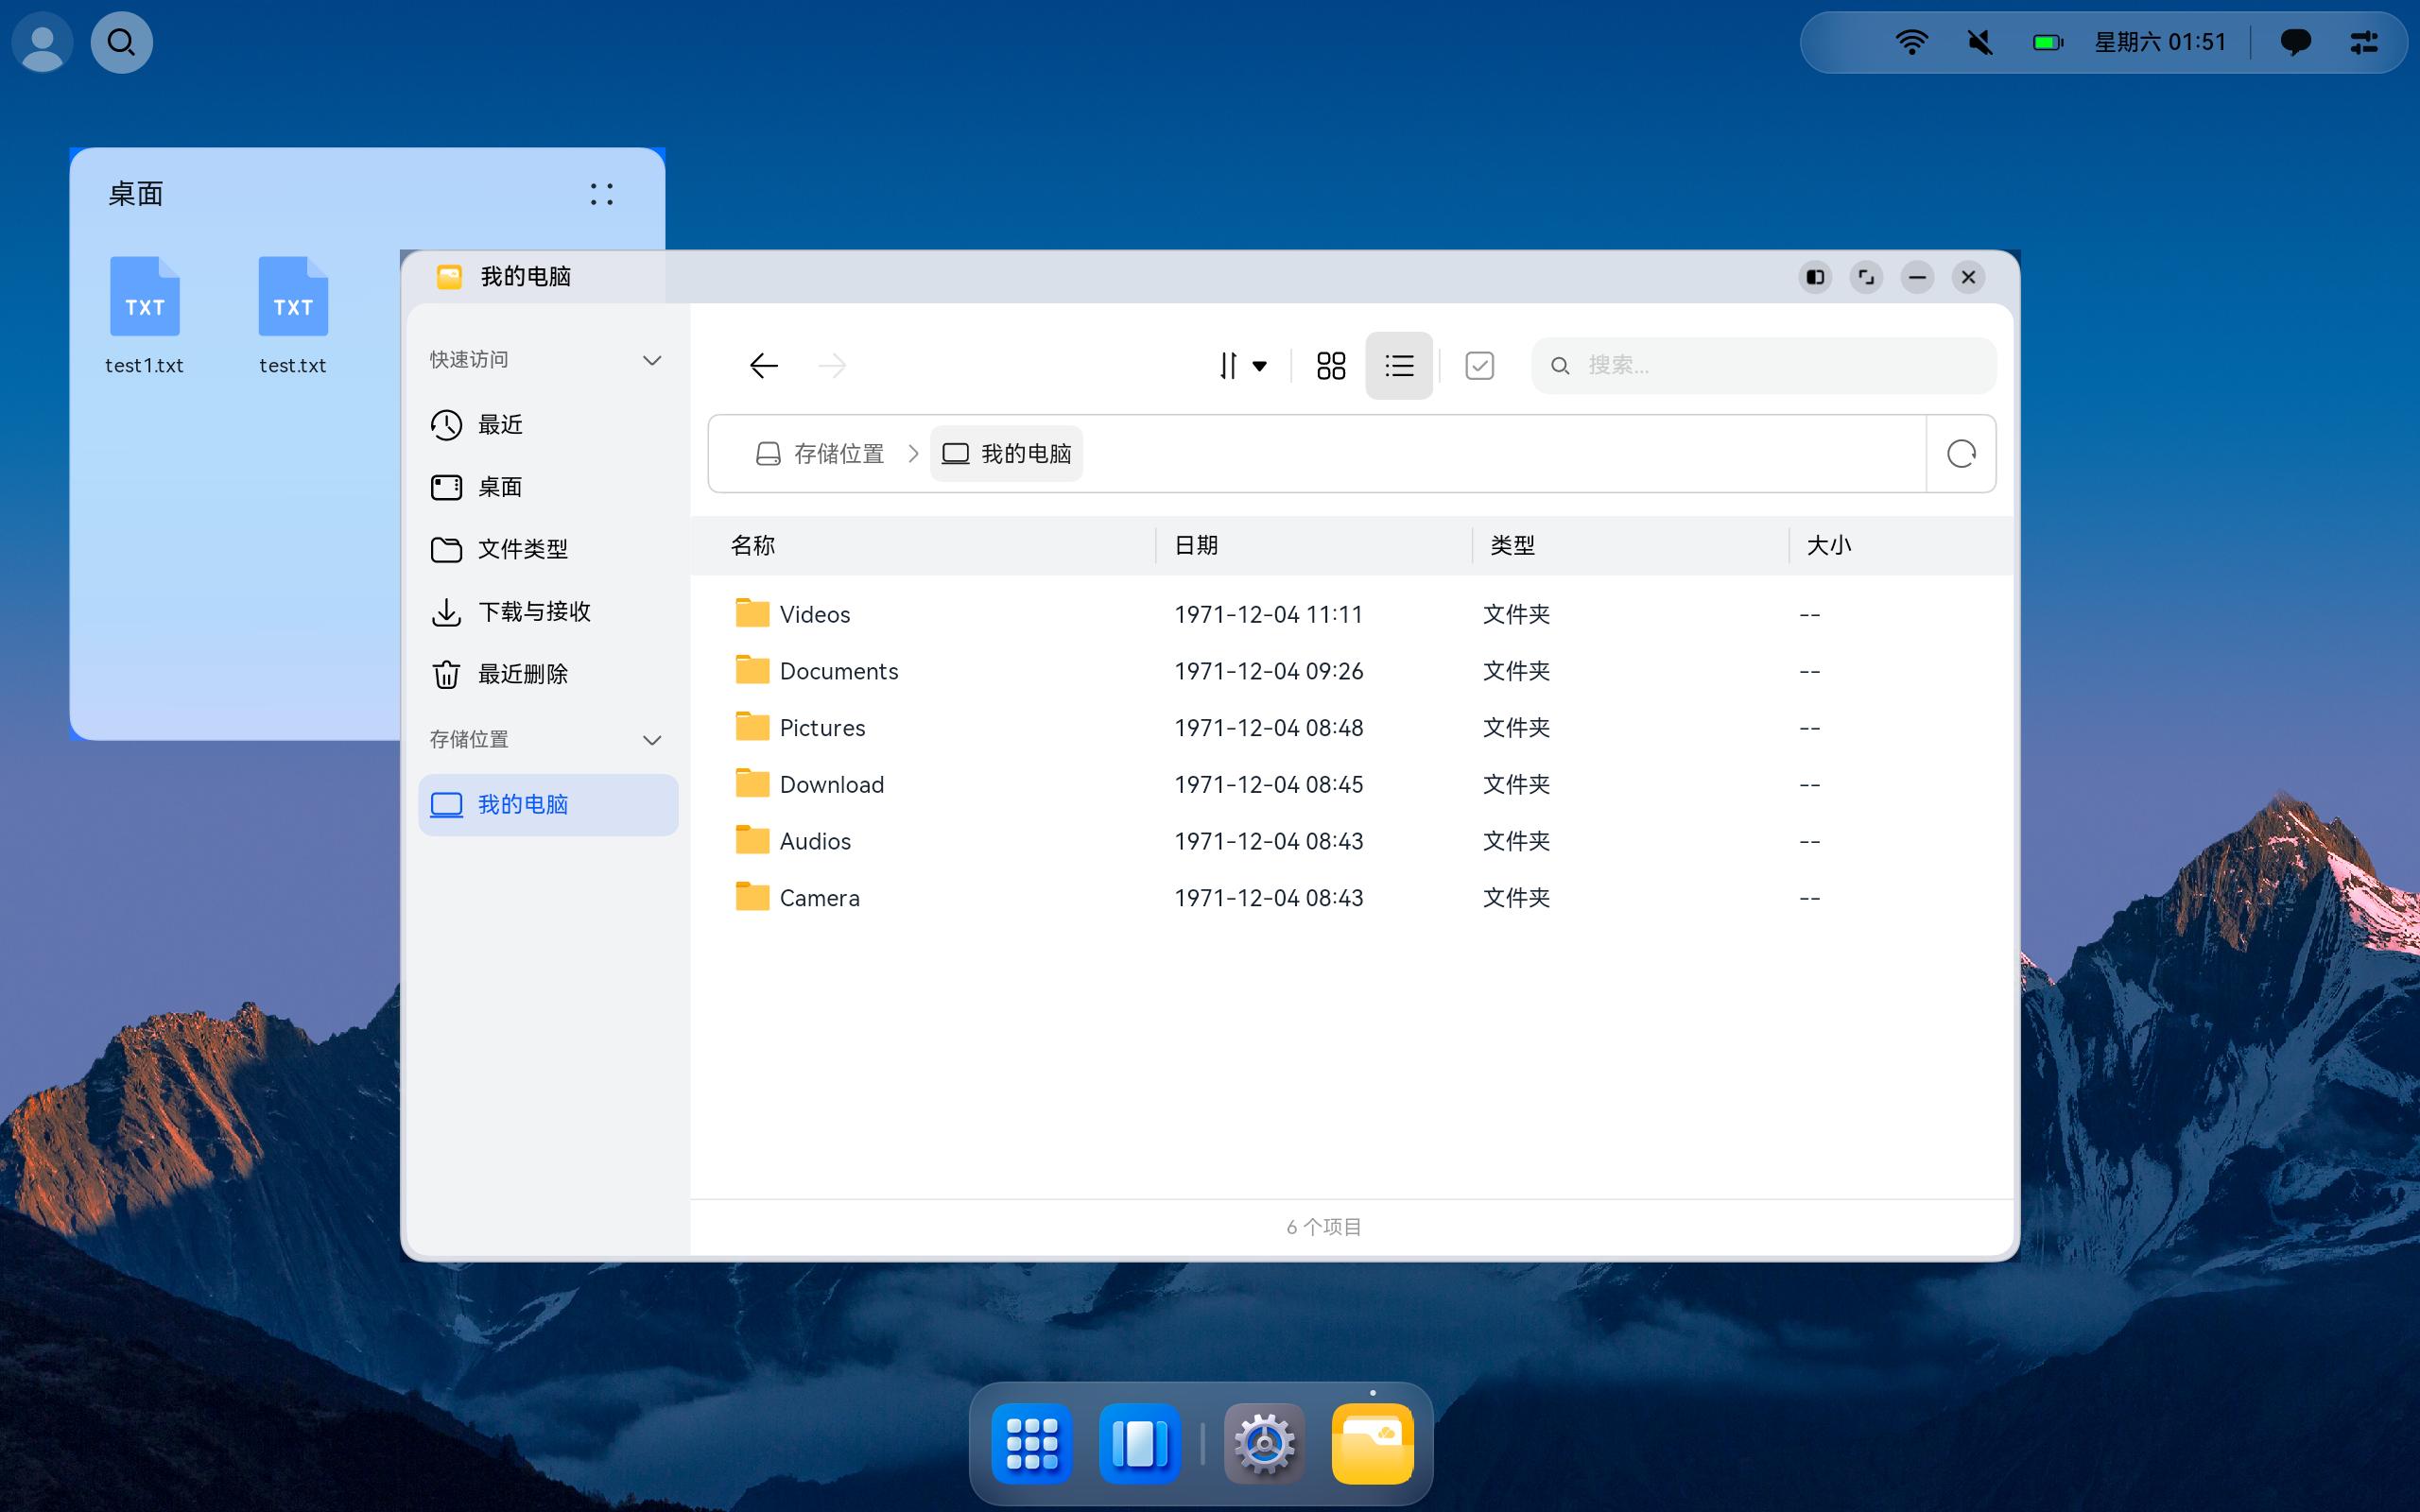 星期六 01:51
桌面
TXT
TXT
test1.txt
test.txt
我的电脑
快速访问
最近
桌面
文件类型
下载与接收
最近删除
存储位置
我的电脑
搜索...
存储位置
我的电脑
名称 日期 类型 大小
Videos 1971-12-04 11:11 文件夹 --
Documents 1971-12-04 09:26 文件夹 --
Pictures 1971-12-04 08:48 文件夹 --
Download 1971-12-04 08:45 文件夹 --
Audios 1971-12-04 08:43 文件夹 --
Camera 1971-12-04 08:43 文件夹 --
6 个项目